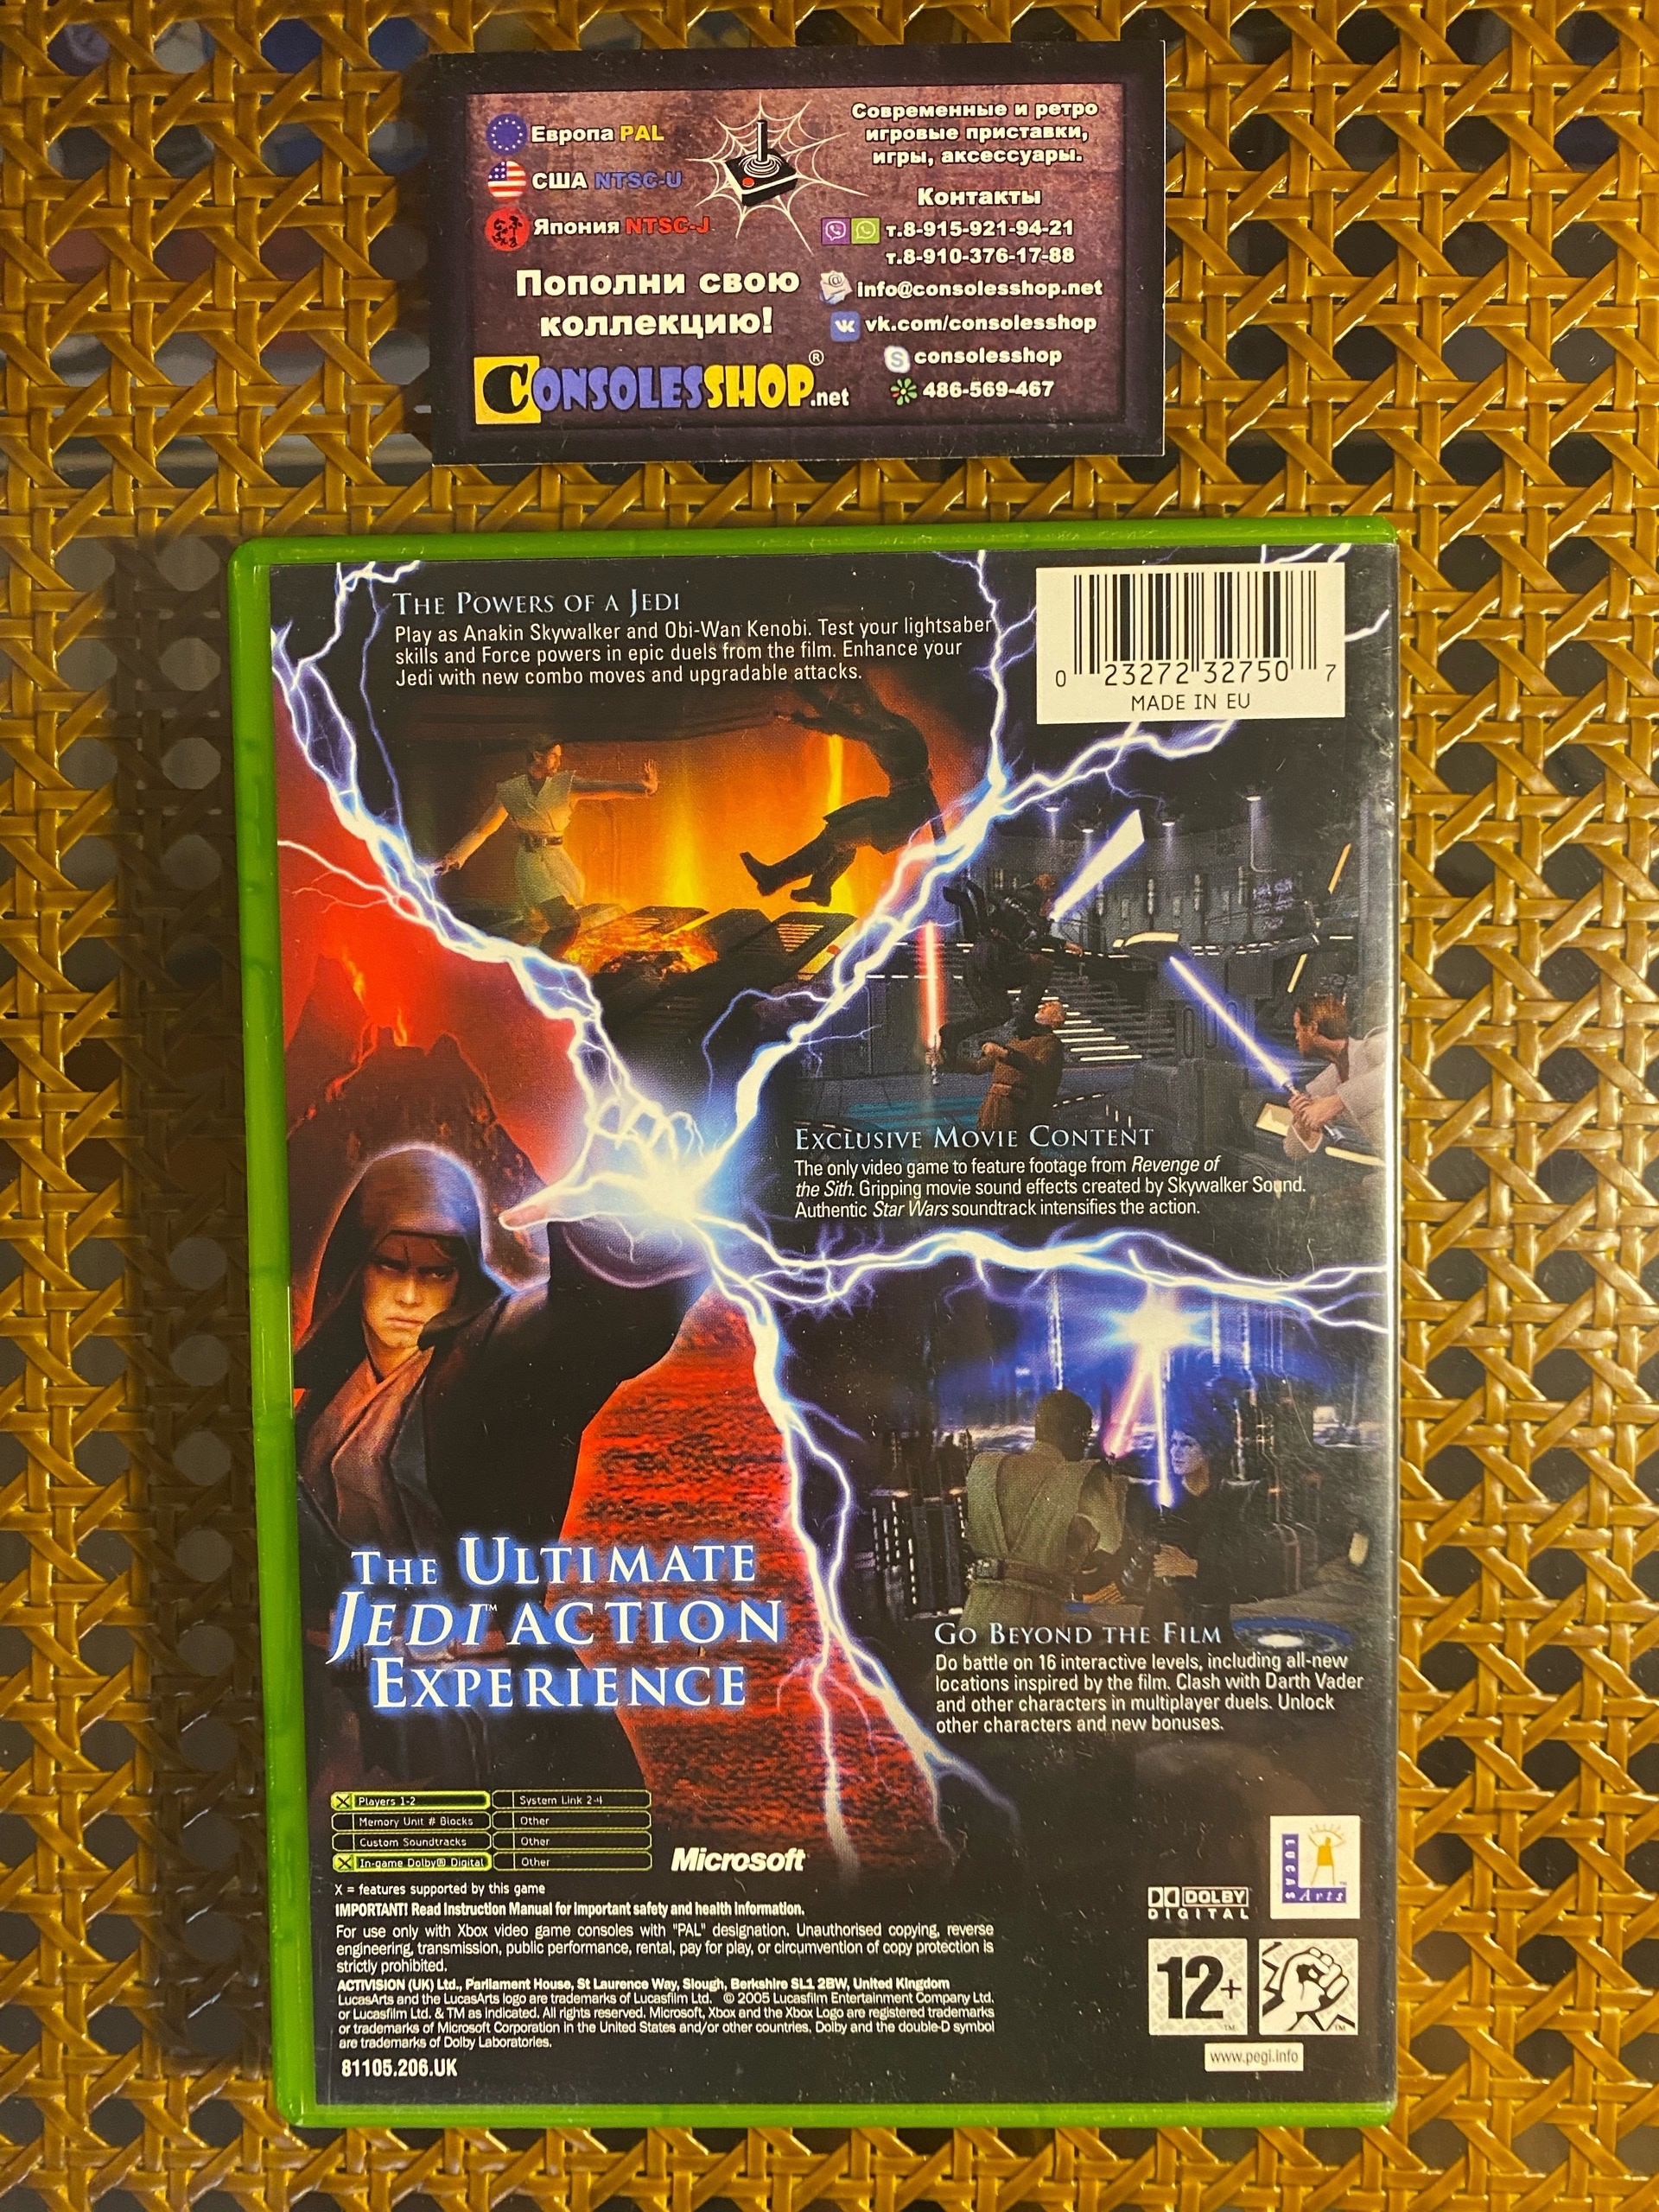 Европа PAL
США NTSC-U
Япония NTSC-J
Пополни свою
коллекцию!
CONSOLESSHOP.net
®
Современные и ретро
игровые приставки,
игры, аксессуары.
Контакты
т.8-915-921-94-21
т.8-910-376-17-88
info@consolesshop.net
vk.com/consolesshop
consolesshop
486-569-467
THE POWERS OF A JEDI
Play as Anakin Skywalker and Obi-Wan Kenobi. Test your lightsaber
skills and Force powers in epic duels from the film. Enhance your
Jedi with new combo moves and upgradable attacks.
0 23272 32750 7
MADE IN EU
EXCLUSIVE MOVIE CONTENT
The only video game to feature footage from Revenge of
the Sith. Gripping movie sound effects created by Skywalker Sound.
Authentic Star Wars soundtrack intensifies the action.
THE ULTIMATE
JEDI™ ACTION
EXPERIENCE
GO BEYOND THE FILM
Do battle on 16 interactive levels, including all-new
locations inspired by the film. Clash with Darth Vader
and other characters in multiplayer duels. Unlock
other characters and new bonuses.
X Players 1-2
System Link 2-4
Memory Unit # Blocks
Other
Custom Soundtracks
Other
X In-game Dolby® Digital
Other
Microsoft
X = features supported by this game
IMPORTANT! Read Instruction Manual for important safety and health information.
For use only with Xbox video game consoles with "PAL" designation. Unauthorised copying, reverse
engineering, transmission, public performance, rental, pay for play, or circumvention of copy protection is
strictly prohibited.
ACTIVISION (UK) Ltd., Parliament House, St Laurence Way, Slough, Berkshire SL1 2BW, United Kingdom
LucasArts and the LucasArts logo are trademarks of Lucasfilm Ltd. © 2005 Lucasfilm Entertainment Company Ltd.
or Lucasfilm Ltd. & TM as indicated. All rights reserved. Microsoft, Xbox and the Xbox Logo are registered trademarks
or trademarks of Microsoft Corporation in the United States and/or other countries, Dolby and the double-D symbol
are trademarks of Dolby Laboratories.
81105.206.UK
DOLBY
DIGITAL
LUCAS
Arts
12+
™
™
www.pegi.info